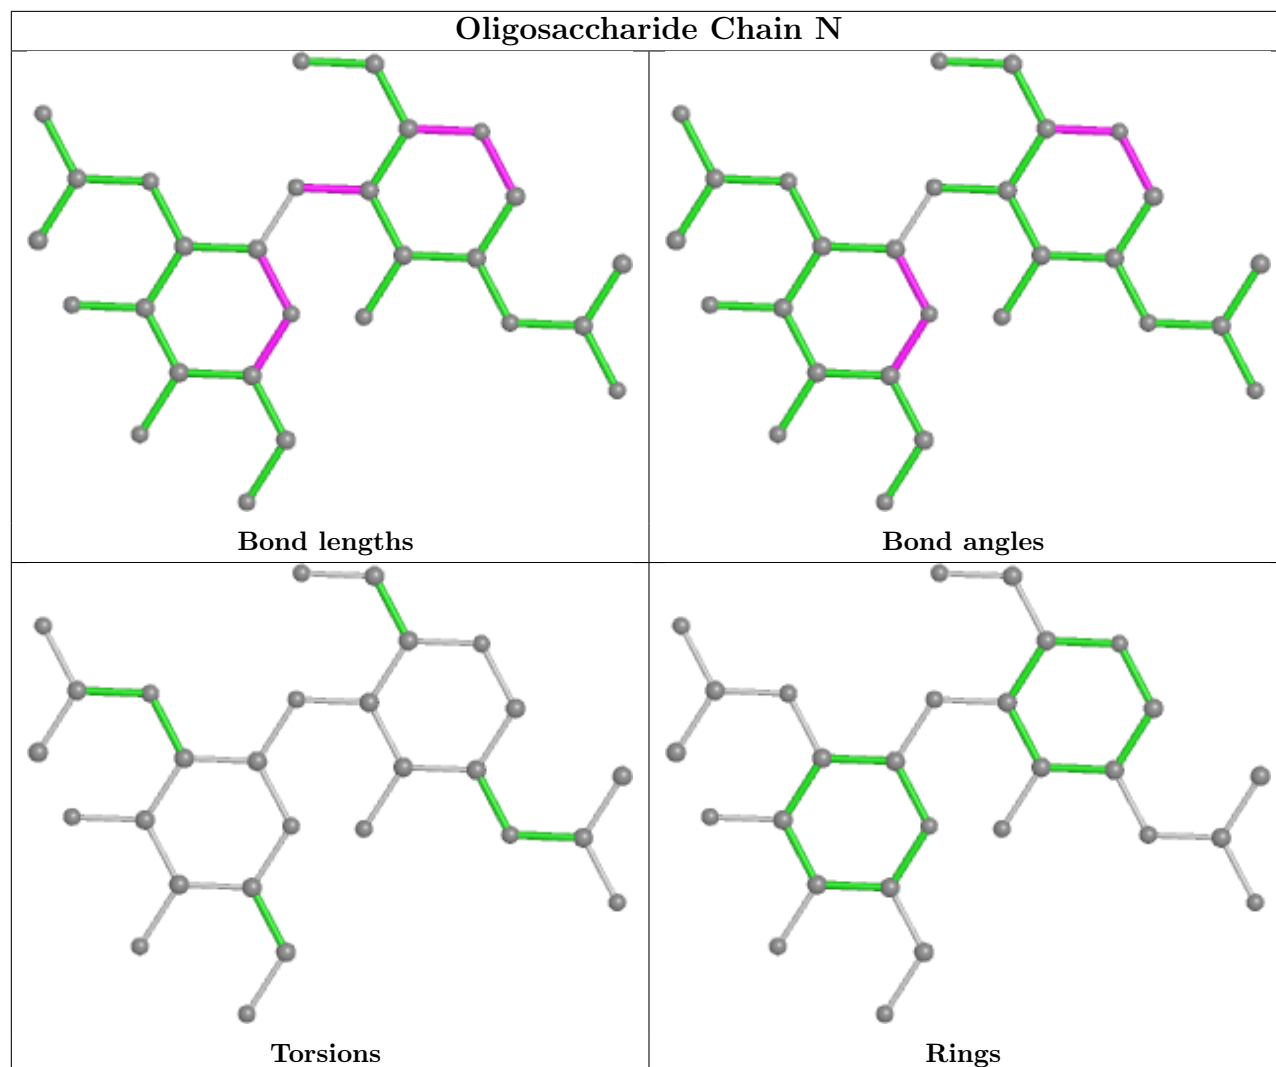 Oligosaccharide Chain N
Bond lengths
Bond angles
Torsions
Rings